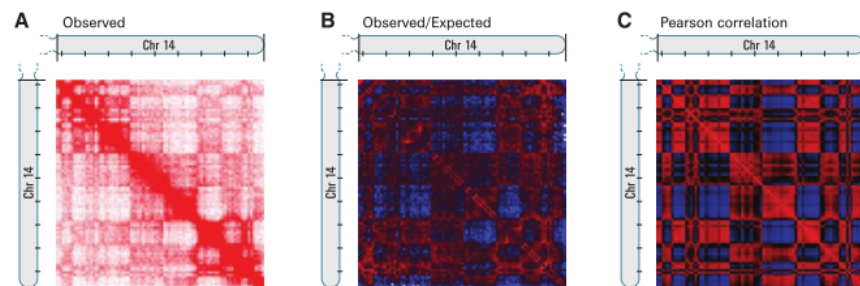 A Observed
Chr 14
Chr 14
B Observed/Expected
Chr 14
Chr 14
C Pearson correlation
Chr 14
Chr 14